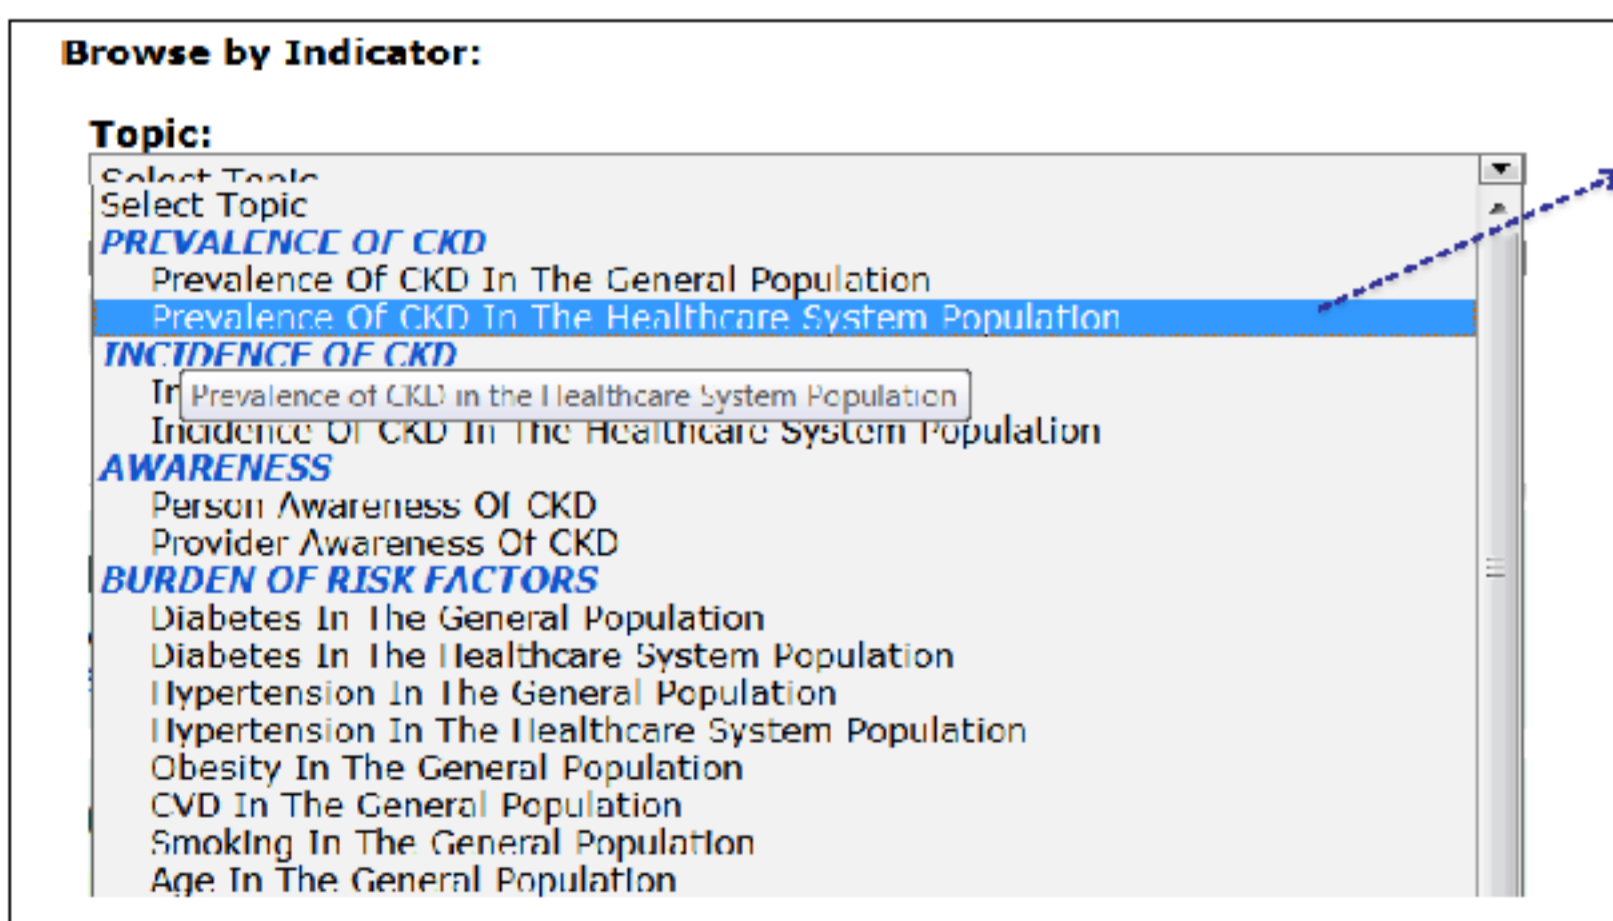 Browse by Indicator:
Topic:
Select Topic
Select Topic
PREVALENCE OF CKD
Prevalence Of CKD In The General Population
Prevalence Of CKD In The Healthcare System Population
INCIDENCE OF CKD
In
Prevalence of CKD in the Healthcare System Population
Incidence Of CKD In The Healthcare System Population
AWARENESS
Person Awareness Of CKD
Provider Awareness Of CKD
BURDEN OF RISK FACTORS
Diabetes In The General Population
Diabetes In The Healthcare System Population
Hypertension In The General Population
Hypertension In The Healthcare System Population
Obesity In The General Population
CVD In The General Population
Smoking In The General Population
Age In The General Population